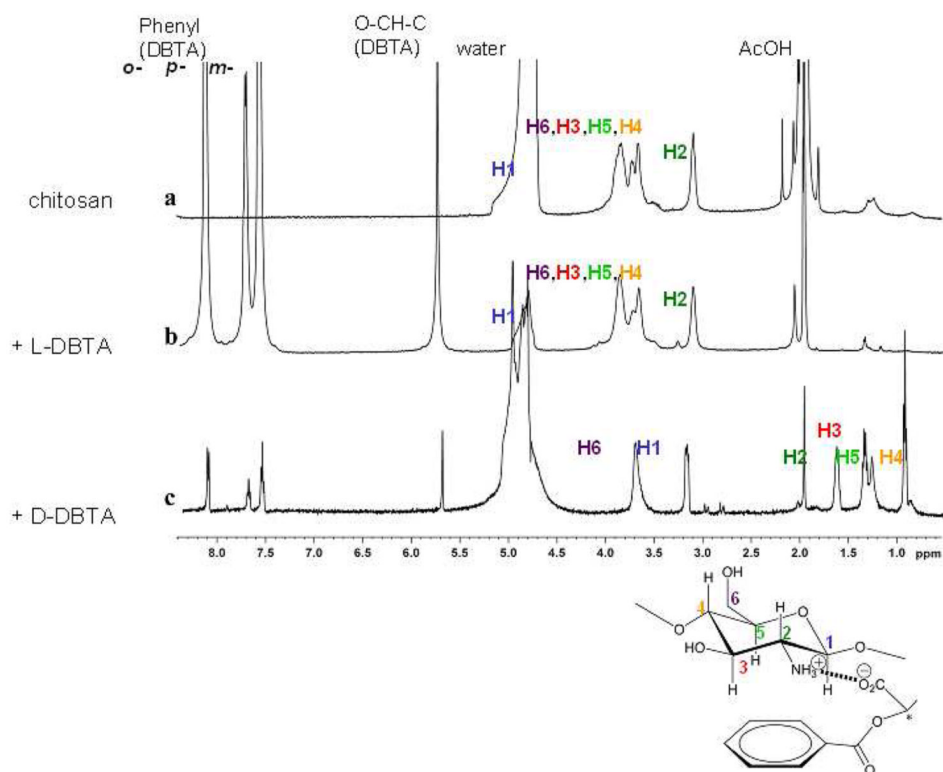 Phenyl
(DBTA)
o- p- m-
O-CH-C
(DBTA)
water
AcOH
H6,H3,H5,H4
H1
H2
chitosan
a
H6,H3,H5,H4
H1
H2
+ L-DBTA
b
H6
H1
H2
H3
H5
H4
+ D-DBTA
c
8.0 7.5 7.0 6.5 6.0 5.5 5.0 4.5 4.0 3.5 3.0 2.5 2.0 1.5 1.0 ppm
OH
H
6
4
O
H
O
5
2
1
HO
H
O
3
NH3
+
-
O2C
H
H
O
*
O